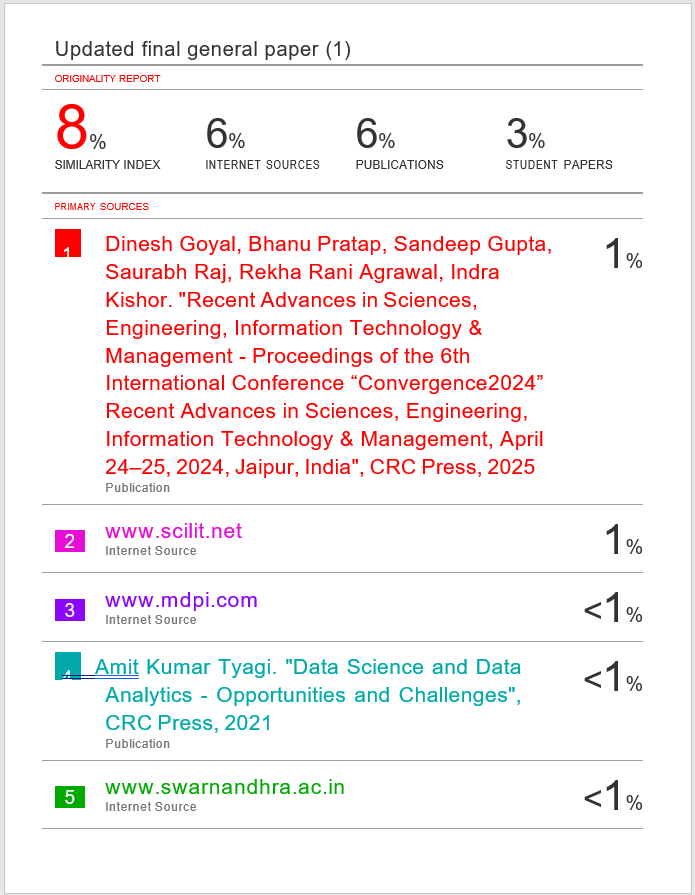 Updated final general paper (1)
ORIGINALITY REPORT
8% 6% 6% 3%
SIMILARITY INDEX INTERNET SOURCES PUBLICATIONS STUDENT PAPERS
PRIMARY SOURCES
1 Dinesh Goyal, Bhanu Pratap, Sandeep Gupta, 1%
Saurabh Raj, Rekha Rani Agrawal, Indra
Kishor. "Recent Advances in Sciences,
Engineering, Information Technology &
Management - Proceedings of the 6th
International Conference “Convergence2024”
Recent Advances in Sciences, Engineering,
Information Technology & Management, April
24–25, 2024, Jaipur, India", CRC Press, 2025
Publication
2 www.scilit.net 1%
Internet Source
3 www.mdpi.com <1%
Internet Source
4 Amit Kumar Tyagi. "Data Science and Data <1%
Analytics - Opportunities and Challenges",
CRC Press, 2021
Publication
5 www.swarnandhra.ac.in <1%
Internet Source